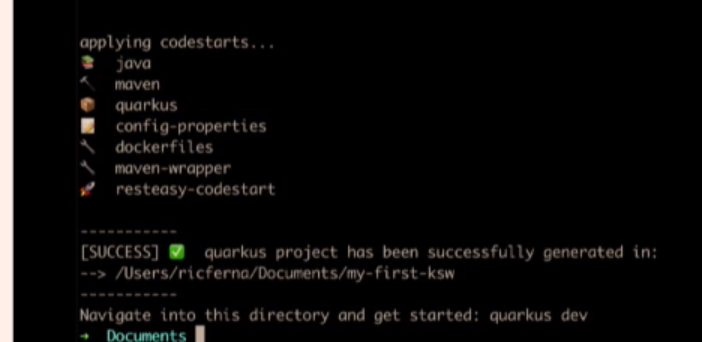 applying codestarts...
📚 java
🔨 maven
📦 quarkus
📝 config-properties
🔧 dockerfiles
🔧 maven-wrapper
🚀 resteasy-codestart
-----------
[SUCCESS] ✅ quarkus project has been successfully generated in:
--> /Users/ricferna/Documents/my-first-ksw
-----------
Navigate into this directory and get started: quarkus dev
→ Documents